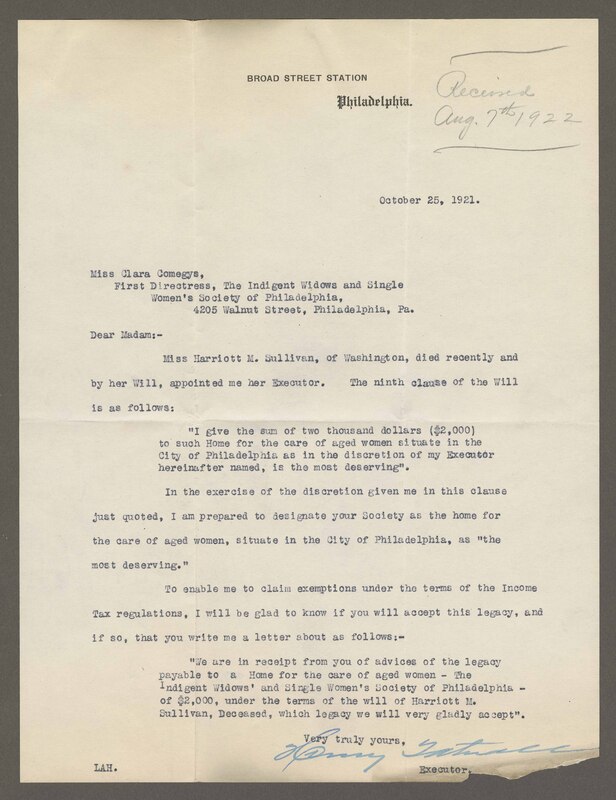 BROAD STREET STATION
Philadelphia.
Received
Aug. 7th 1922
October 25, 1921.
Miss Clara Comegys,
First Directress, The Indigent Widows and Single
Women's Society of Philadelphia,
4205 Walnut Street, Philadelphia, Pa.
Dear Madam:-
Miss Harriott M. Sullivan, of Washington, died recently and
by her Will, appointed me her Executor. The ninth clause of the Will
is as follows:
"I give the sum of two thousand dollars ($2,000)
to such Home for the care of aged women situate in the
City of Philadelphia as in the discretion of my Executor
hereinafter named, is the most deserving".
In the exercise of the discretion given me in this clause
just quoted, I am prepared to designate your Society as the home for
the care of aged women, situate in the City of Philadelphia, as "the
most deserving."
To enable me to claim exemptions under the terms of the Income
Tax regulations, I will be glad to know if you will accept this legacy, and
if so, that you write me a letter about as follows:-
"We are in receipt from you of advices of the legacy
payable to a Home for the care of aged women - The
Indigent Widows' and Single Women's Society of Philadelphia -
of $2,000, under the terms of the will of Harriott M.
Sullivan, Deceased, which legacy we will very gladly accept".
Very truly yours,
Henry Tatnall
LAH.
Executor.